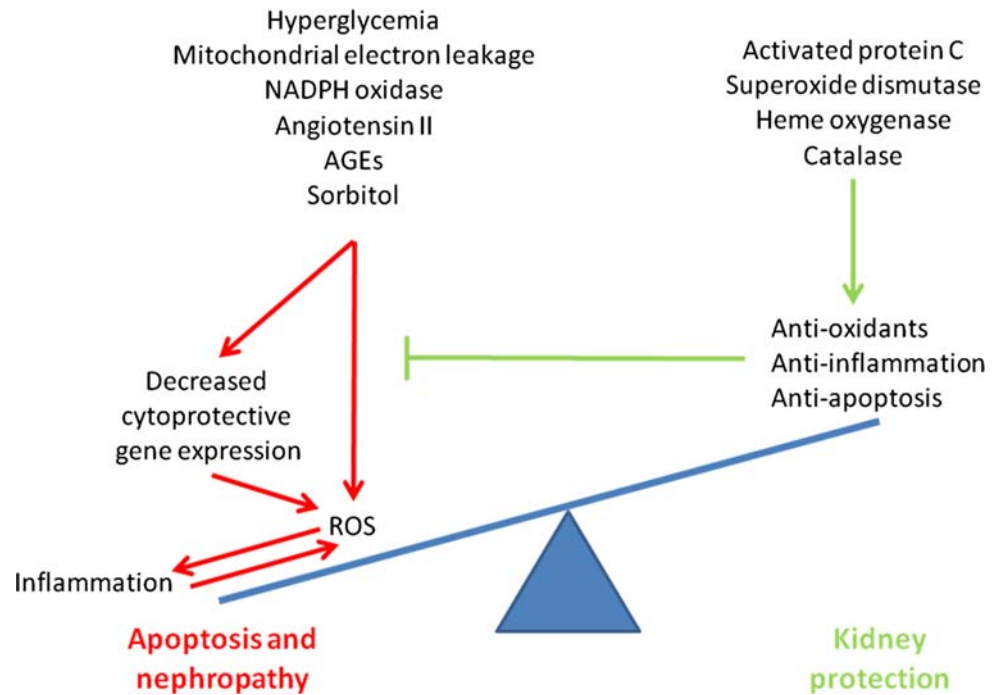 Hyperglycemia
Mitochondrial electron leakage
NADPH oxidase
Angiotensin II
AGEs
Sorbitol
Activated protein C
Superoxide dismutase
Heme oxygenase
Catalase
Decreased
cytoprotective
gene expression
Anti-oxidants
Anti-inflammation
Anti-apoptosis
ROS
Inflammation
Apoptosis and
nephropathy
Kidney
protection